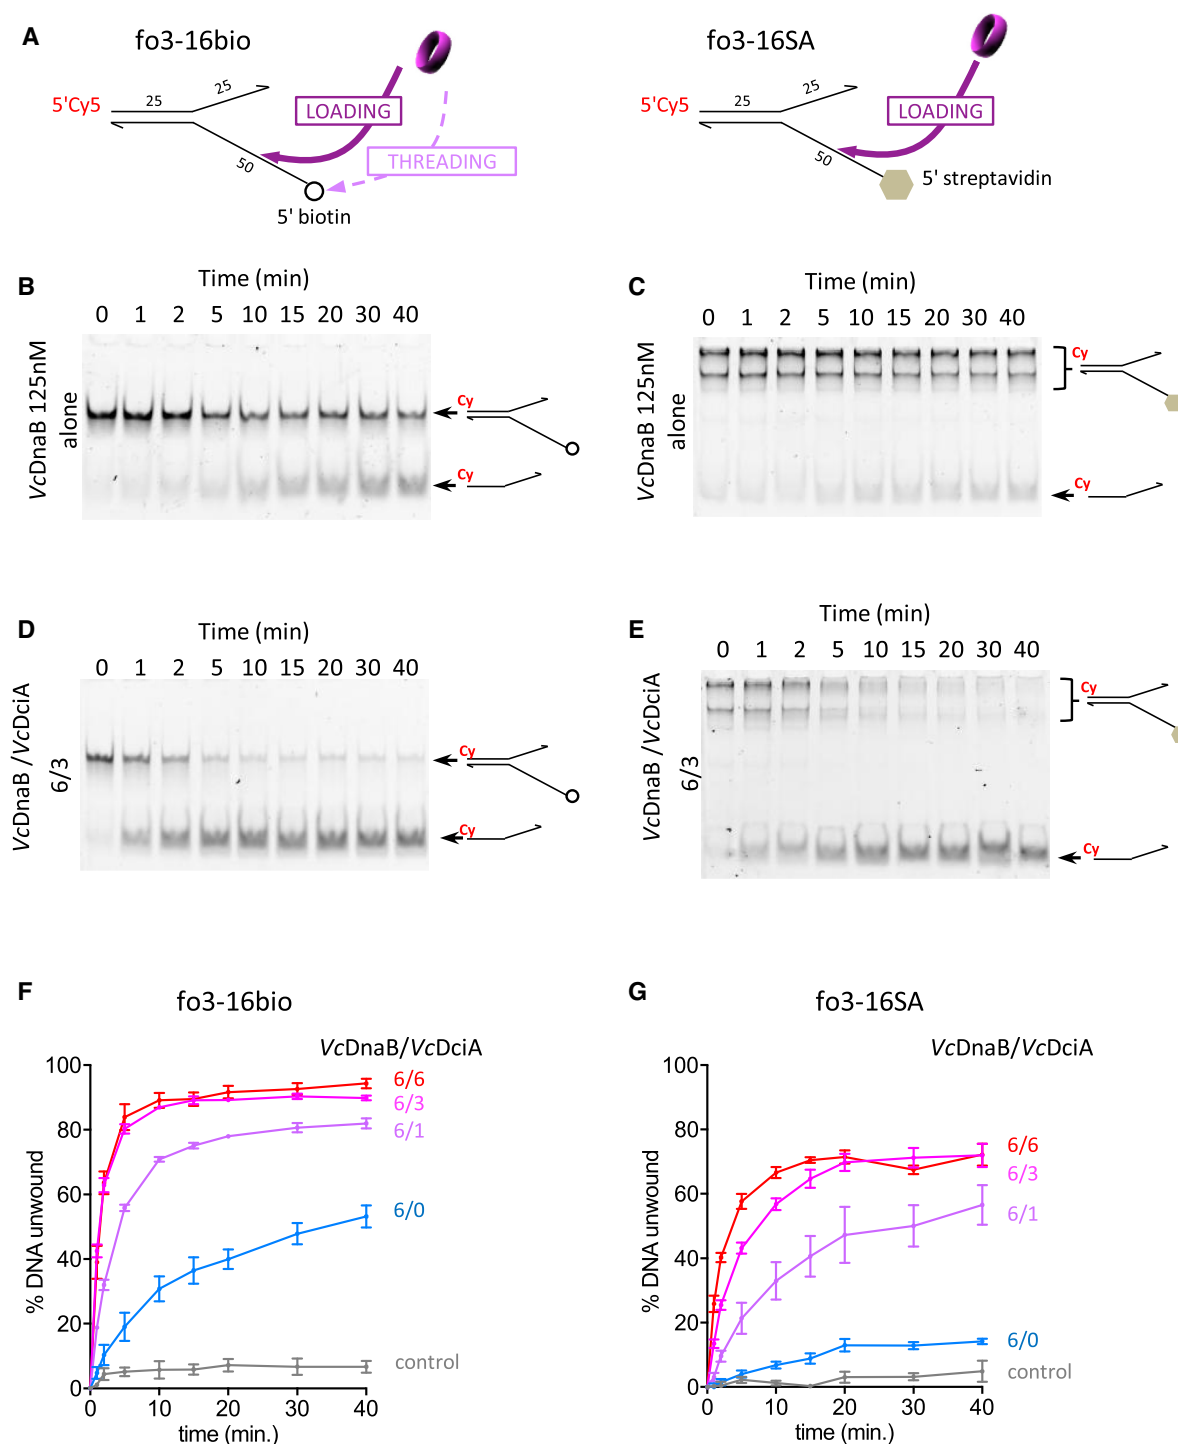 A
fo3-16bio
fo3-16SA
5'Cy5
25
25
50
LOADING
THREADING
5' biotin
5'Cy5
25
25
50
LOADING
5' streptavidin
B
Time (min)
0 1 2 5 10 15 20 30 40
VcDnaB 125nM
alone
Cy
Cy
C
Time (min)
0 1 2 5 10 15 20 30 40
VcDnaB 125nM
alone
Cy
Cy
D
Time (min)
0 1 2 5 10 15 20 30 40
VcDnaB /VcDciA
6/3
Cy
Cy
E
Time (min)
0 1 2 5 10 15 20 30 40
VcDnaB /VcDciA
6/3
Cy
Cy
F
fo3-16bio
VcDnaB/VcDciA
100
80
60
40
20
0
% DNA unwound
6/6
6/3
6/1
6/0
control
0 10 20 30 40
time (min.)
G
fo3-16SA
VcDnaB/VcDciA
100
80
60
40
20
0
% DNA unwound
6/6
6/3
6/1
6/0
control
0 10 20 30 40
time (min.)